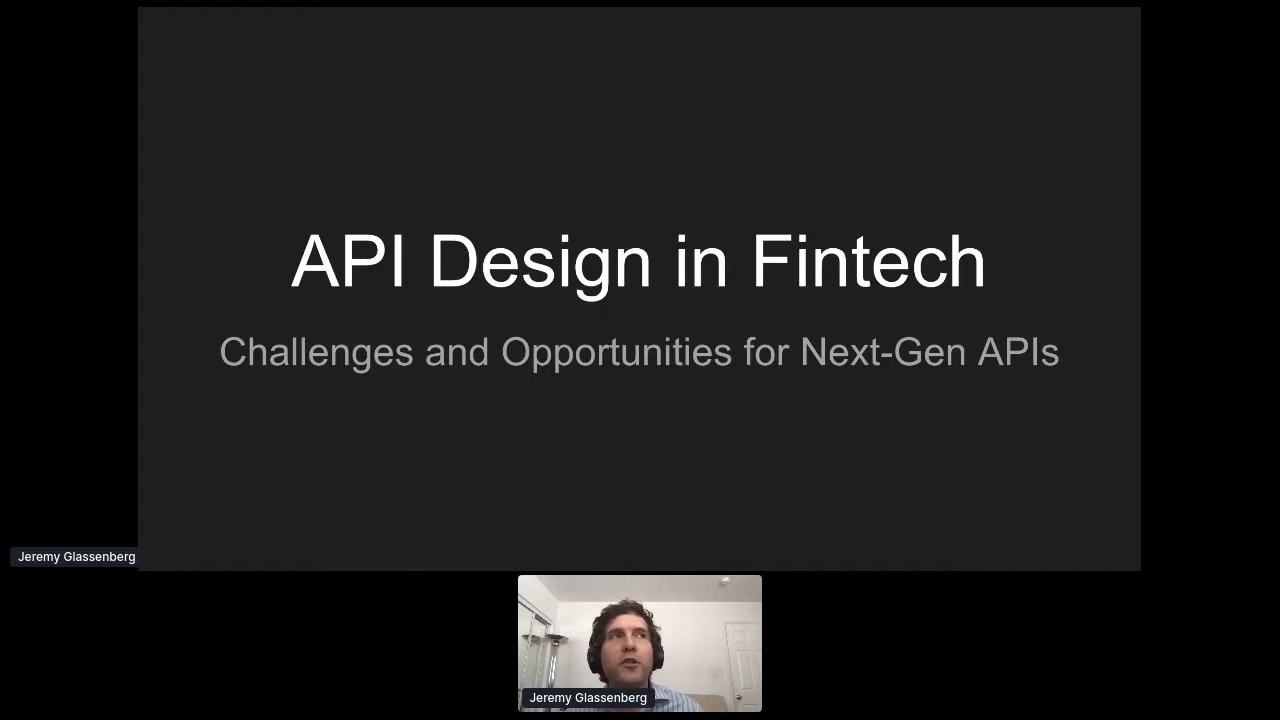 API Design in Fintech
Challenges and Opportunities for Next-Gen APIs
Jeremy Glassenberg
Jeremy Glassenberg